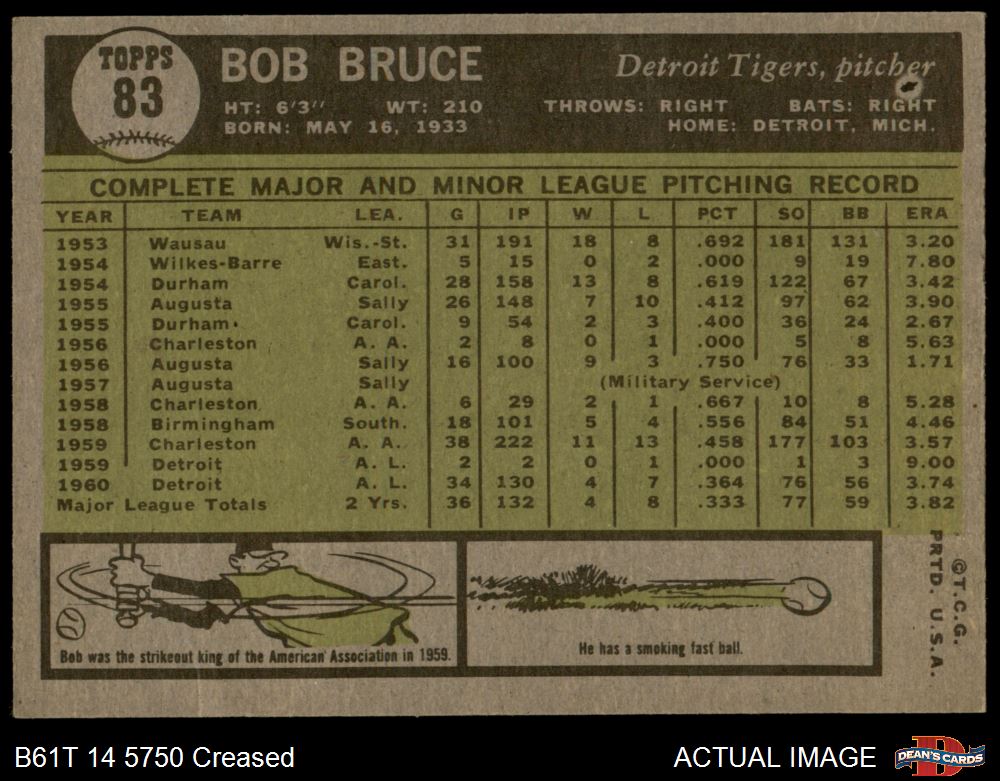 TOPPS
83
BOB BRUCE
Detroit Tigers, pitcher
HT: 6'3" WT: 210 THROWS: RIGHT BATS: RIGHT
BORN: MAY 16, 1933 HOME: DETROIT, MICH.
COMPLETE MAJOR AND MINOR LEAGUE PITCHING RECORD
YEAR TEAM LEA. G IP W L PCT SO BB ERA
1953 Wausau Wis.-St. 31 191 18 8 .692 181 131 3.20
1954 Wilkes-Barre East. 5 15 0 2 .000 9 19 7.80
1954 Durham Carol. 28 158 13 8 .619 122 67 3.42
1955 Augusta Sally 26 148 7 10 .412 97 62 3.90
1955 Durham Carol. 9 54 2 3 .400 36 24 2.67
1956 Charleston A. A. 2 8 0 1 .000 5 8 5.63
1956 Augusta Sally 16 100 9 3 .750 76 33 1.71
1957 Augusta Sally (Military Service)
1958 Charleston A. A. 6 29 2 1 .667 10 8 5.28
1958 Birmingham South. 18 101 5 4 .556 84 51 4.46
1959 Charleston A. A. 38 222 11 13 .458 177 103 3.57
1959 Detroit A. L. 2 2 0 1 .000 1 3 9.00
1960 Detroit A. L. 34 130 4 7 .364 76 56 3.74
Major League Totals 2 Yrs. 36 132 4 8 .333 77 59 3.82
Bob was the strikeout king of the American Association in 1959.
He has a smoking fast ball.
©T.C.G.
PRTD. U.S.A.
B61T 14 5750 Creased
ACTUAL IMAGE
DEAN'S CARDS